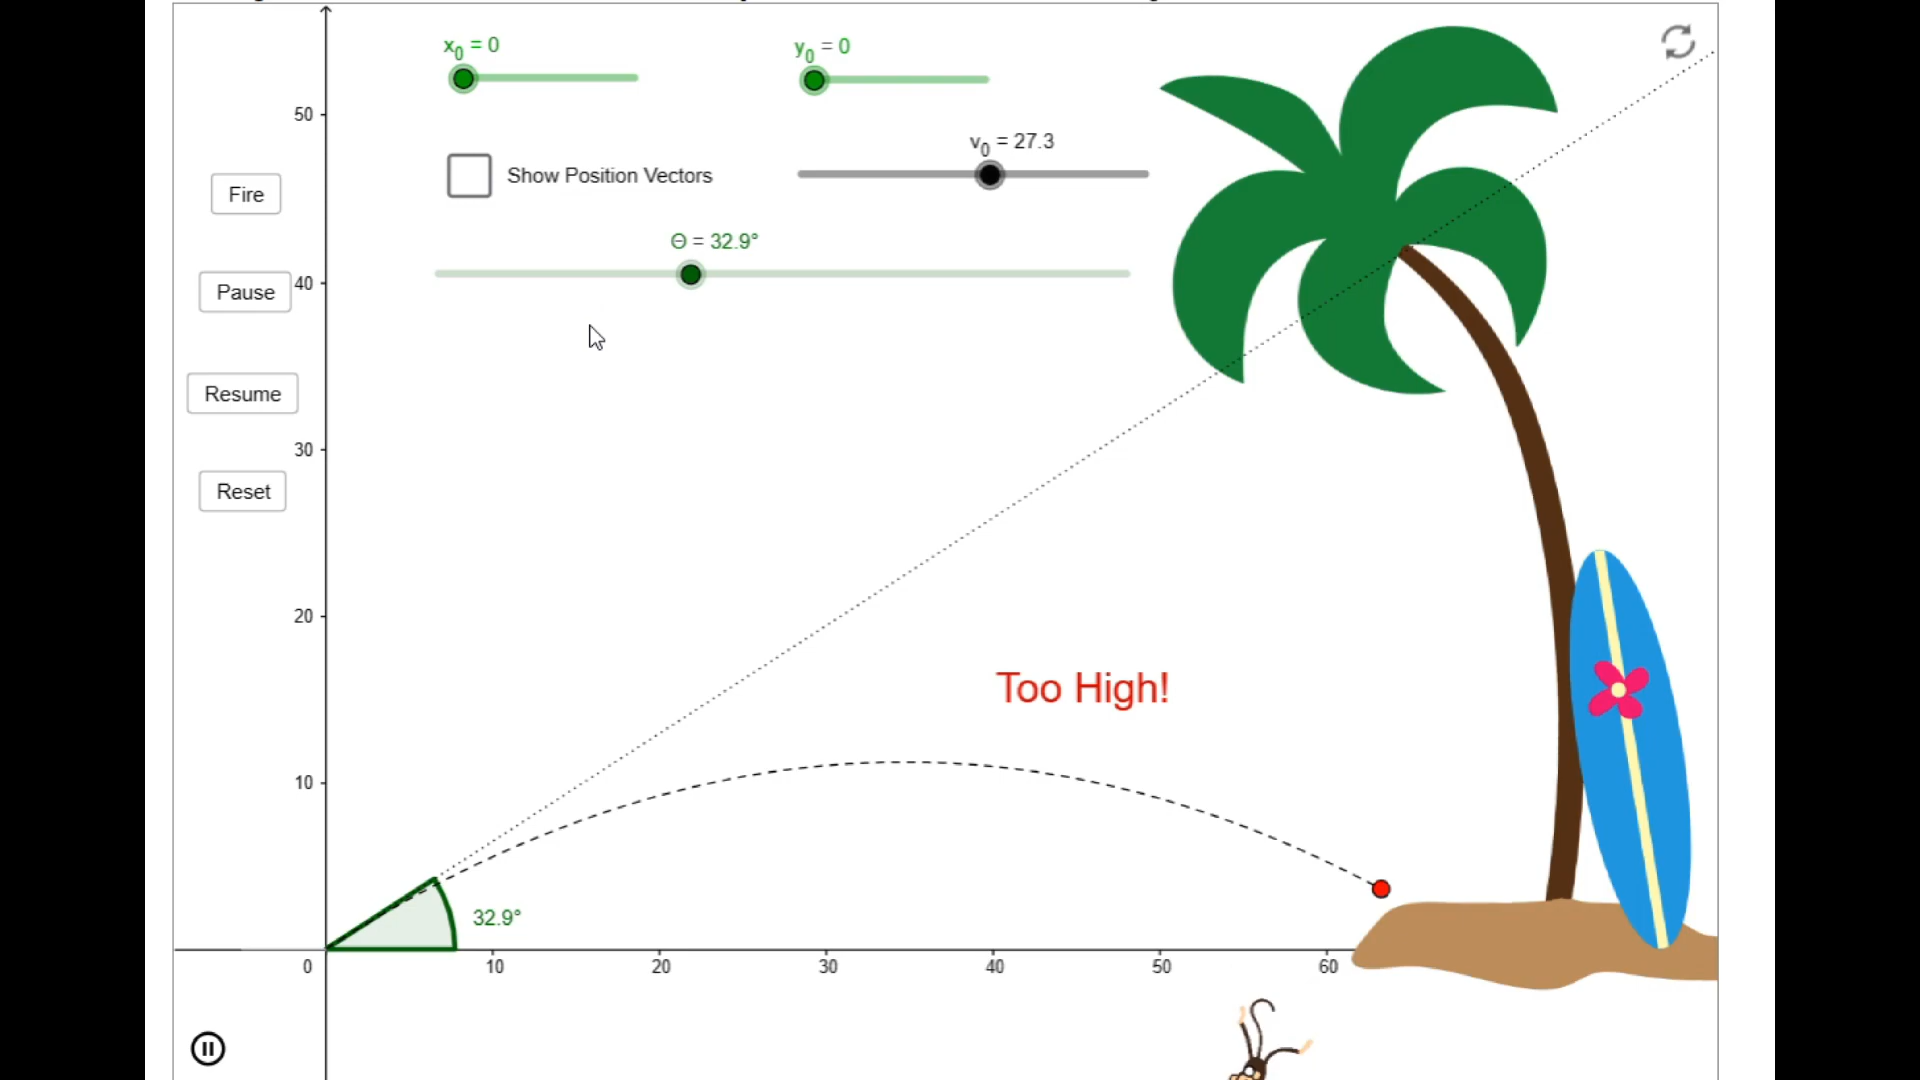 x₀ = 0
y₀ = 0
50
v₀ = 27.3
Show Position Vectors
Fire
Θ = 32.9°
Pause
40
Resume
30
Reset
20
Too High!
10
32.9°
0
10
20
30
40
50
60